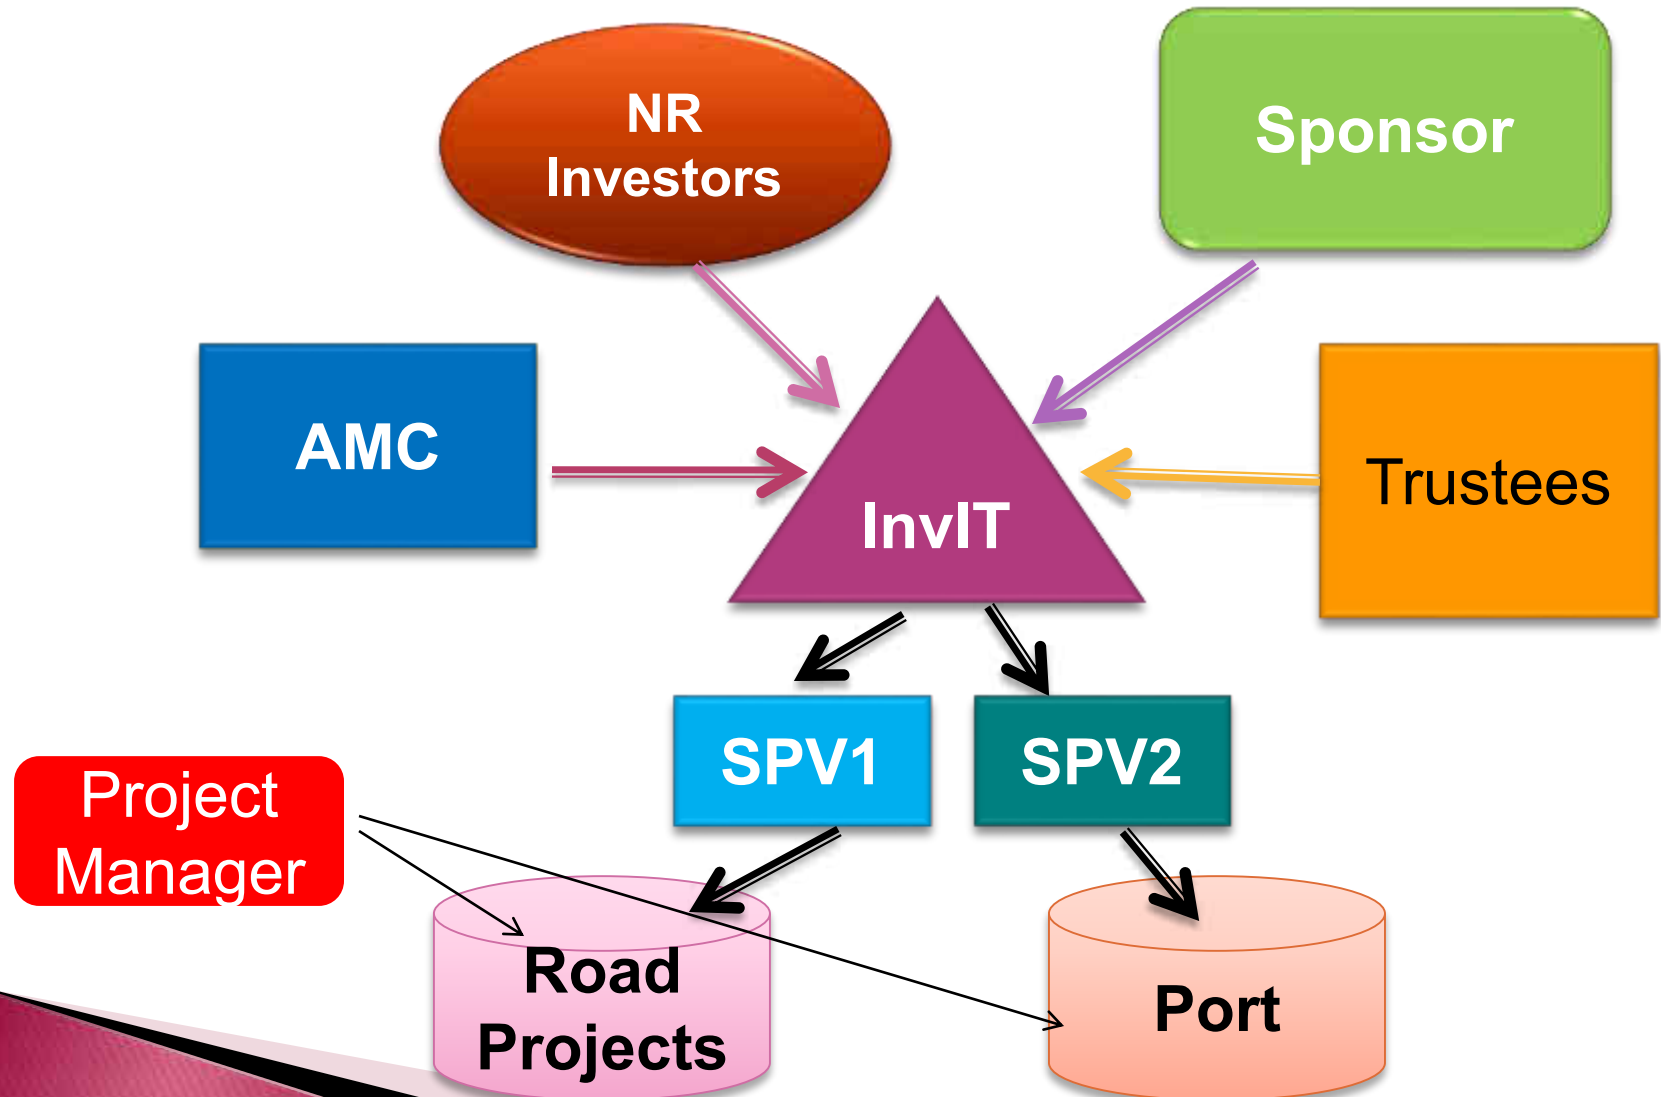 NR
Investors
Sponsor
AMC
InvIT
Trustees
SPV1
SPV2
Project
Manager
Road
Projects
Port